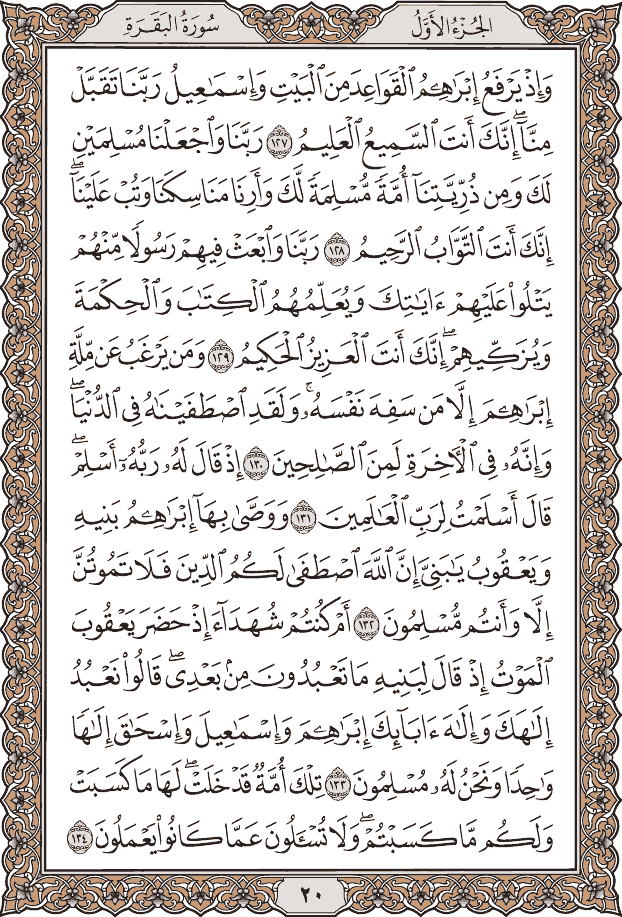 الجُزْءُ الأَوَّلُ
سُورَةُ البَقَرَةِ
وَإِذۡ يَرۡفَعُ إِبۡرَٰهِـۧمُ ٱلۡقَوَاعِدَ مِنَ ٱلۡبَيۡتِ وَإِسۡمَٰعِيلُ رَبَّنَا تَقَبَّلۡ
مِنَّآۖ إِنَّكَ أَنتَ ٱلسَّمِيعُ ٱلۡعَلِيمُ ١٢٧ رَبَّنَا وَٱجۡعَلۡنَا مُسۡلِمَيۡنِ
لَكَ وَمِن ذُرِّيَّتِنَآ أُمَّةٗ مُّسۡلِمَةٗ لَّكَ وَأَرِنَا مَنَاسِكَنَا وَتُبۡ عَلَيۡنَآۖ
إِنَّكَ أَنتَ ٱلتَّوَّابُ ٱلرَّحِيمُ ١٢٨ رَبَّنَا وَٱبۡعَثۡ فِيهِمۡ رَسُولٗا مِّنۡهُمۡ
يَتۡلُواْ عَلَيۡهِمۡ ءَايَٰتِكَ وَيُعَلِّمُهُمُ ٱلۡكِتَٰبَ وَٱلۡحِكۡمَةَ
وَيُزَكِّيهِمۡۖ إِنَّكَ أَنتَ ٱلۡعَزِيزُ ٱلۡحَكِيمُ ١٢٩ وَمَن يَرۡغَبُ عَن مِّلَّةِ
إِبۡرَٰهِـۧمَ إِلَّا مَن سَفِهَ نَفۡسَهُۥۚ وَلَقَدِ ٱصۡطَفَيۡنَٰهُ فِي ٱلدُّنۡيَاۖ
وَإِنَّهُۥ فِي ٱلۡأٓخِرَةِ لَمِنَ ٱلصَّٰلِحِينَ ١٣٠ إِذۡ قَالَ لَهُۥ رَبُّهُۥٓ أَسۡلِمۡۖ
قَالَ أَسۡلَمۡتُ لِرَبِّ ٱلۡعَٰلَمِينَ ١٣١ وَوَصَّىٰ بِهَآ إِبۡرَٰهِـۧمُ بَنِيهِ
وَيَعۡقُوبُ يَٰبَنِيَّ إِنَّ ٱللَّهَ ٱصۡطَفَىٰ لَكُمُ ٱلدِّينَ فَلَا تَمُوتُنَّ
إِلَّا وَأَنتُم مُّسۡلِمُونَ ١٣٢ أَمۡ كُنتُمۡ شُهَدَآءَ إِذۡ حَضَرَ يَعۡقُوبَ
ٱلۡمَوۡتُ إِذۡ قَالَ لِبَنِيهِ مَا تَعۡبُدُونَ مِنۢ بَعۡدِيۖ قَالُواْ نَعۡبُدُ
إِلَٰهَكَ وَإِلَٰهَ ءَابَآئِكَ إِبۡرَٰهِـۧمَ وَإِسۡمَٰعِيلَ وَإِسۡحَٰقَ إِلَٰهٗا
وَٰحِدٗا وَنَحۡنُ لَهُۥ مُسۡلِمُونَ ١٣٣ تِلۡكَ أُمَّةٞ قَدۡ خَلَتۡۖ لَهَا مَا كَسَبَتۡ
وَلَكُم مَّا كَسَبۡتُمۡۖ وَلَا تُسۡـَٔلُونَ عَمَّا كَانُواْ يَعۡمَلُونَ ١٣٤
٢٠